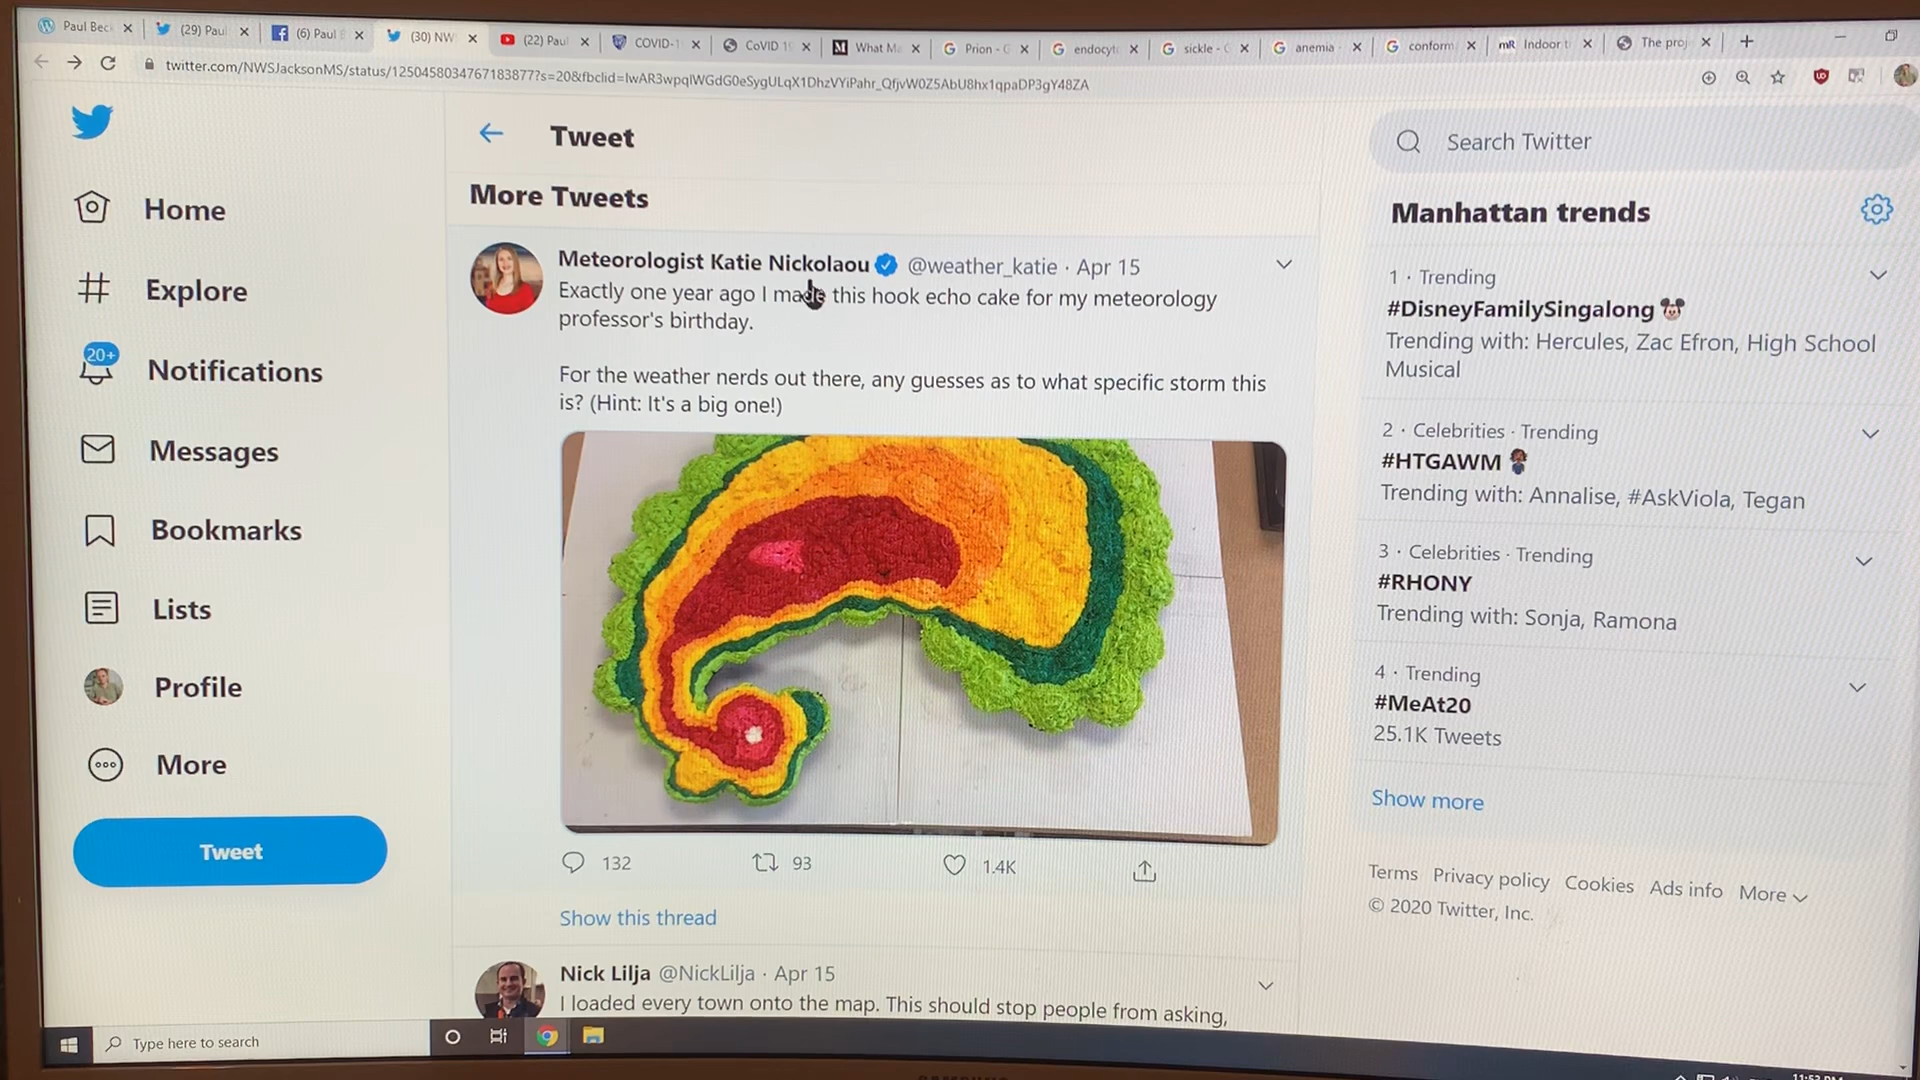 Paul Bec
(29) Pau
(6) Paul
(30) NW
(22) Pau
COVID-1
CoVID 19
What M
Prion - G
endocyt
sickle - G
anemia -
conform
mR Indoor t
The proj
twitter.com/NWSJacksonMS/status/1250458034767183877?s=20&fbclid=IwAR3wpqIWGdG0eSygULqX1DhzVYiPahr_QfjvW0Z5AbU8hx1qpaDP3gY48ZA
Home
Explore
20+
Notifications
Messages
Bookmarks
Lists
Profile
More
Tweet
Tweet
More Tweets
Meteorologist Katie Nickolaou @weather_katie · Apr 15
Exactly one year ago I made this hook echo cake for my meteorology
professor's birthday.
For the weather nerds out there, any guesses as to what specific storm this
is? (Hint: It's a big one!)
132 93 1.4K
Show this thread
Nick Lilja @NickLilja · Apr 15
I loaded every town onto the map. This should stop people from asking,
Search Twitter
Manhattan trends
1 · Trending
#DisneyFamilySingalong
Trending with: Hercules, Zac Efron, High School
Musical
2 · Celebrities · Trending
#HTGAWM
Trending with: Annalise, #AskViola, Tegan
3 · Celebrities · Trending
#RHONY
Trending with: Sonja, Ramona
4 · Trending
#MeAt20
25.1K Tweets
Show more
Terms Privacy policy Cookies Ads info More
© 2020 Twitter, Inc.
Type here to search
11:53 PM